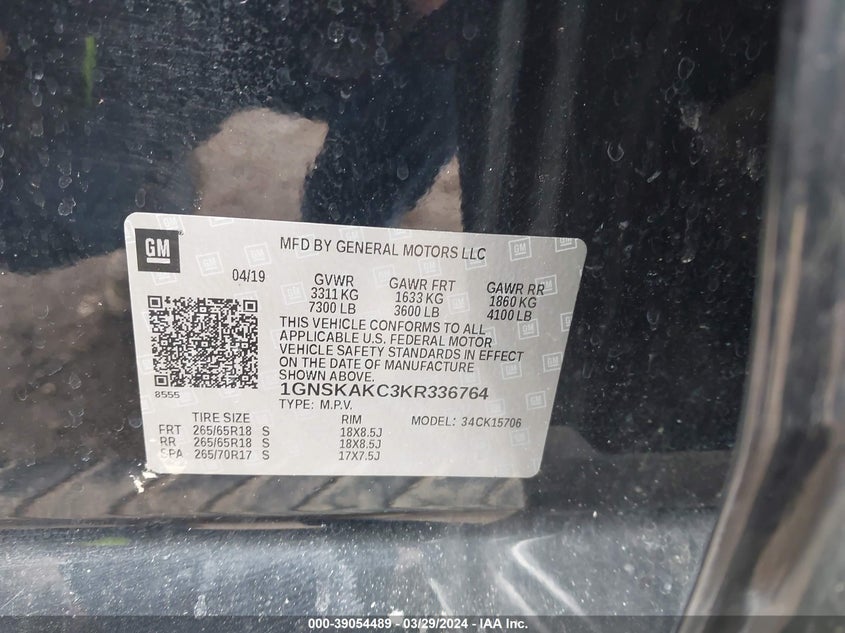 GM
MFD BY GENERAL MOTORS LLC
04/19
GVWR GAWR FRT GAWR RR
3311 KG 1633 KG 1860 KG
7300 LB 3600 LB 4100 LB
THIS VEHICLE CONFORMS TO ALL
APPLICABLE U.S. FEDERAL MOTOR
VEHICLE SAFETY STANDARDS IN EFFECT
ON THE DATE OF MANUFACTURE
SHOWN ABOVE.
8555
1GNSKAKC3KR336764
TYPE: M.P.V. MODEL: 34CK15706
TIRE SIZE RIM
FRT 265/65R18 S 18X8.5J
RR 265/65R18 S 18X8.5J
SPA 265/70R17 S 17X7.5J
000-39054489 - 03/29/2024 - IAA Inc.